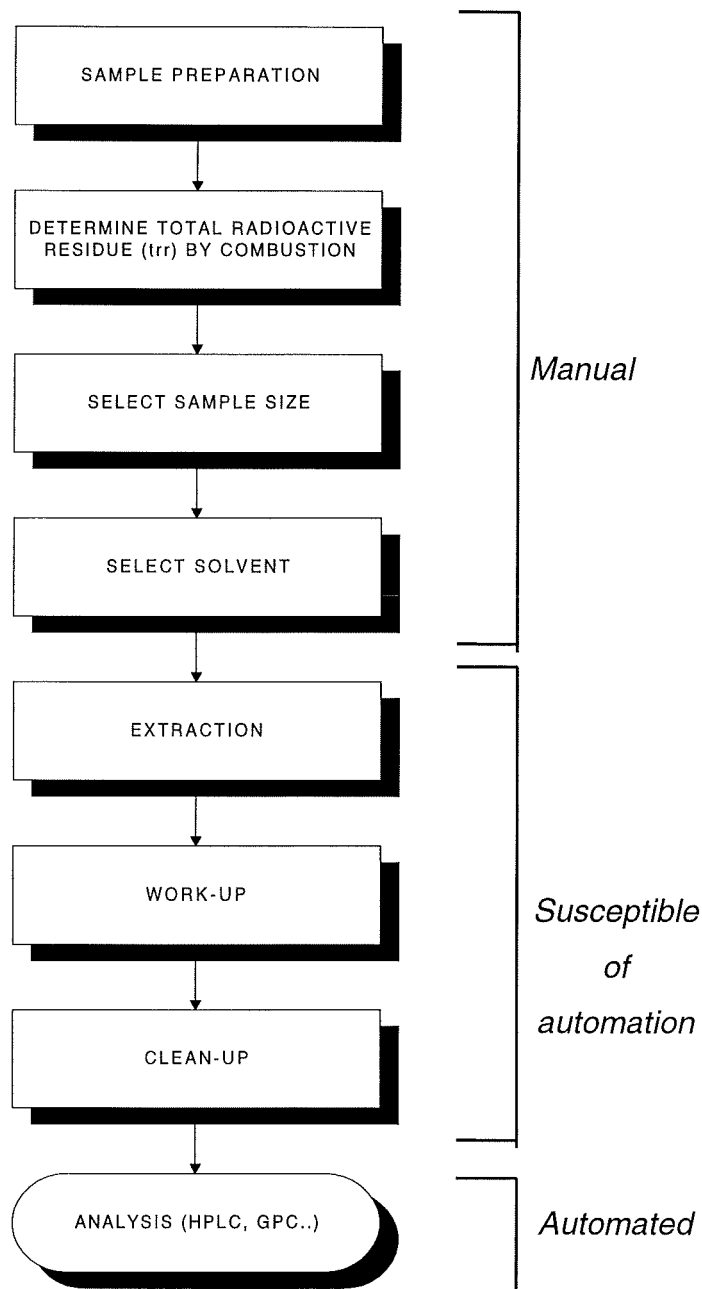 SAMPLE PREPARATION
DETERMINE TOTAL RADIOACTIVE
RESIDUE (trr) BY COMBUSTION
SELECT SAMPLE SIZE
Manual
SELECT SOLVENT
EXTRACTION
WORK-UP
CLEAN-UP
Susceptible
of
automation
ANALYSIS (HPLC, GPC..)
Automated